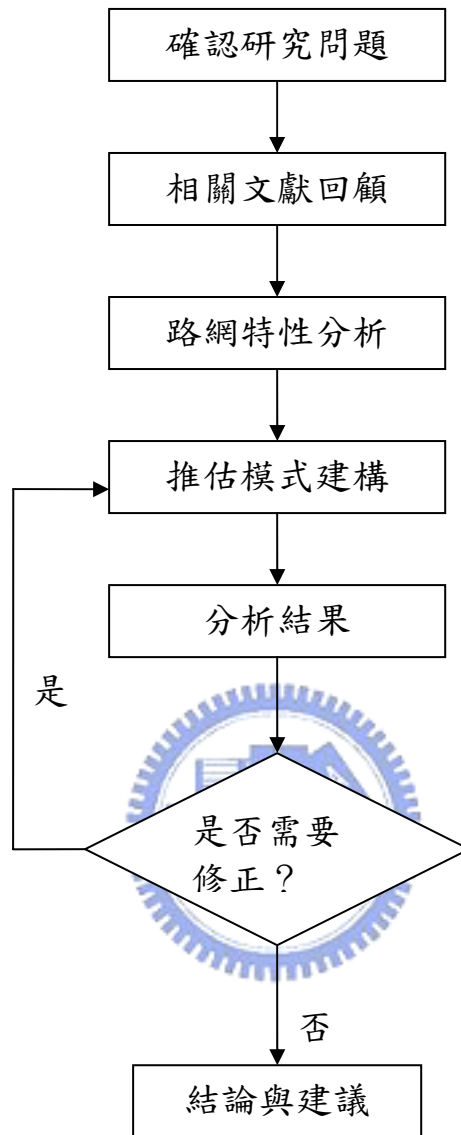 確認研究問題
相關文獻回顧
路網特性分析
推估模式建構
分析結果
是
是否需要
修正？
否
結論與建議